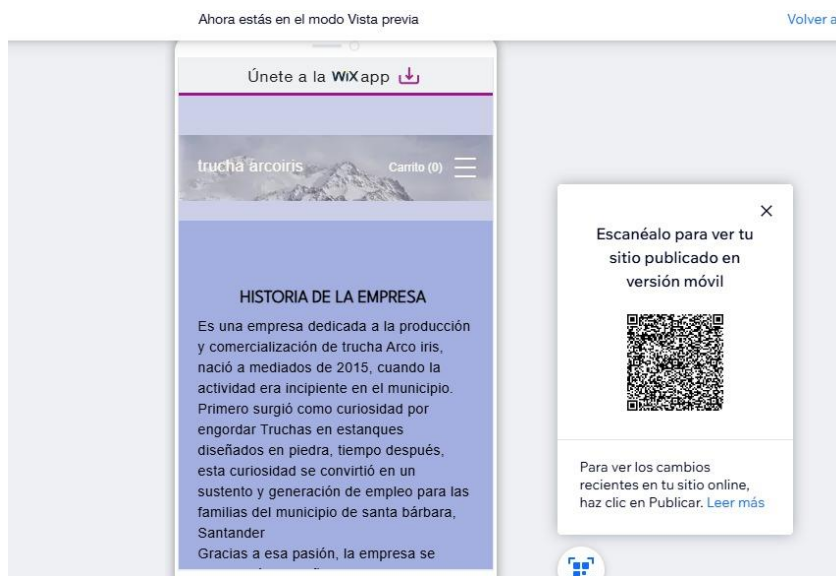 Ahora estás en el modo Vista previa
Volver a
Únete a la WiX app
trucha arcoiris
Carrito (0)
HISTORIA DE LA EMPRESA
Es una empresa dedicada a la producción
y comercialización de trucha Arco iris,
nació a mediados de 2015, cuando la
actividad era incipiente en el municipio.
Primero surgió como curiosidad por
engordar Truchas en estanques
diseñados en piedra, tiempo después,
esta curiosidad se convirtió en un
sustento y generación de empleo para las
familias del municipio de santa bárbara,
Santander
Gracias a esa pasión, la empresa se
Escanéalo para ver tu
sitio publicado en
versión móvil
Para ver los cambios
recientes en tu sitio online,
haz clic en Publicar. Leer más